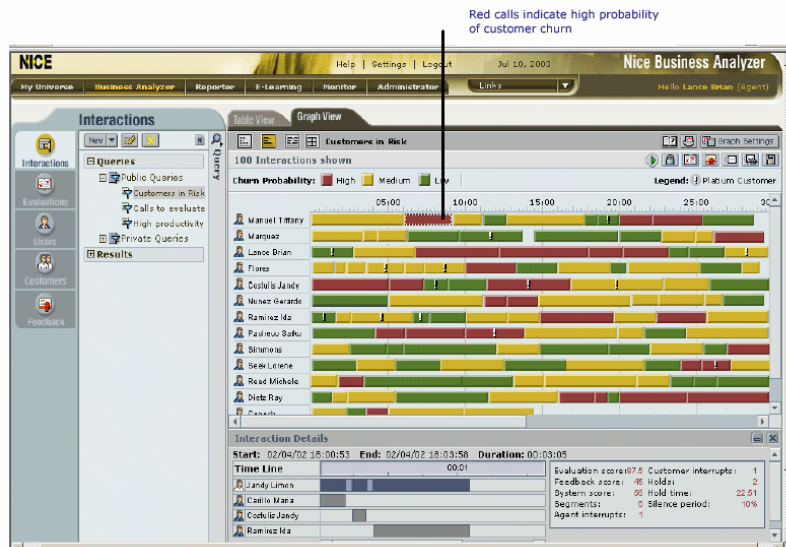 Red calls indicate high probability
of customer churn
NICE
Help | Settings | Logout
Jul 10, 2003
Nice Business Analyzer
My Universe
Business Analyzer
Reporter
E-Learning
Monitor
Administrator
Links
Hello Lance Brian (Agent)
Interactions
Table View
Graph View
New
Query
Customers in Risk
Graph Settings
Interactions
Evaluations
Users
Customers
Feedback
Queries
Public Queries
Customers in Risk
Calls to evaluate
High productivity
Private Queries
Results
100 Interactions shown
Churn Probability: High Medium Low
Legend: Platium Customer
05:00 10:00 15:00 20:00 25:00
Manuel Tiffany
Marquez
Lance Brian
Flores
Costulis Jandy
Nunez Gerardo
Ramirez Ida
Pacheco
Simmons
Seek Lorene
Reed Michele
Dietz Ray
Interaction Details
Start: 02/04/02 18:00:53 End: 02/04/02 18:03:58 Duration: 00:03:05
Time Line
00:01
Jandy Limon
Carillo Maria
Costulis Jandy
Ramirez Ida
Evaluation score: 87.5 Customer interrupts: 1
Feedback score: 45 Holds: 2
System score: 58 Hold time: 22.51
Segments: 0 Silence period: 10%
Agent interrupts: 1